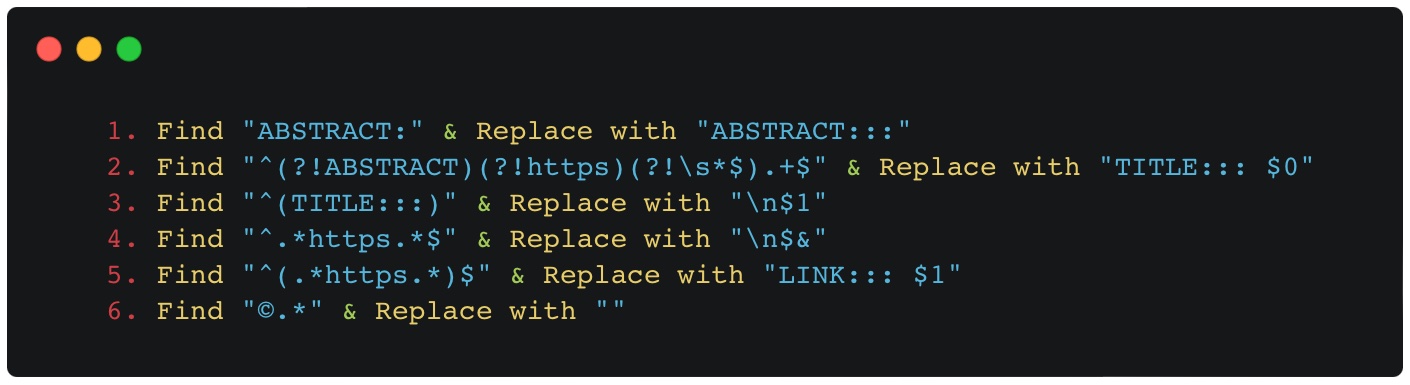 1. Find "ABSTRACT:" & Replace with "ABSTRACT:::"
2. Find "^(?!ABSTRACT)(?!https)(?!\s*$).+$" & Replace with "TITLE::: $0"
3. Find "^(TITLE:::)" & Replace with "\n$1"
4. Find "^.*https.*$" & Replace with "\n$&"
5. Find "^(.*https.*)$" & Replace with "LINK::: $1"
6. Find "©.*" & Replace with ""